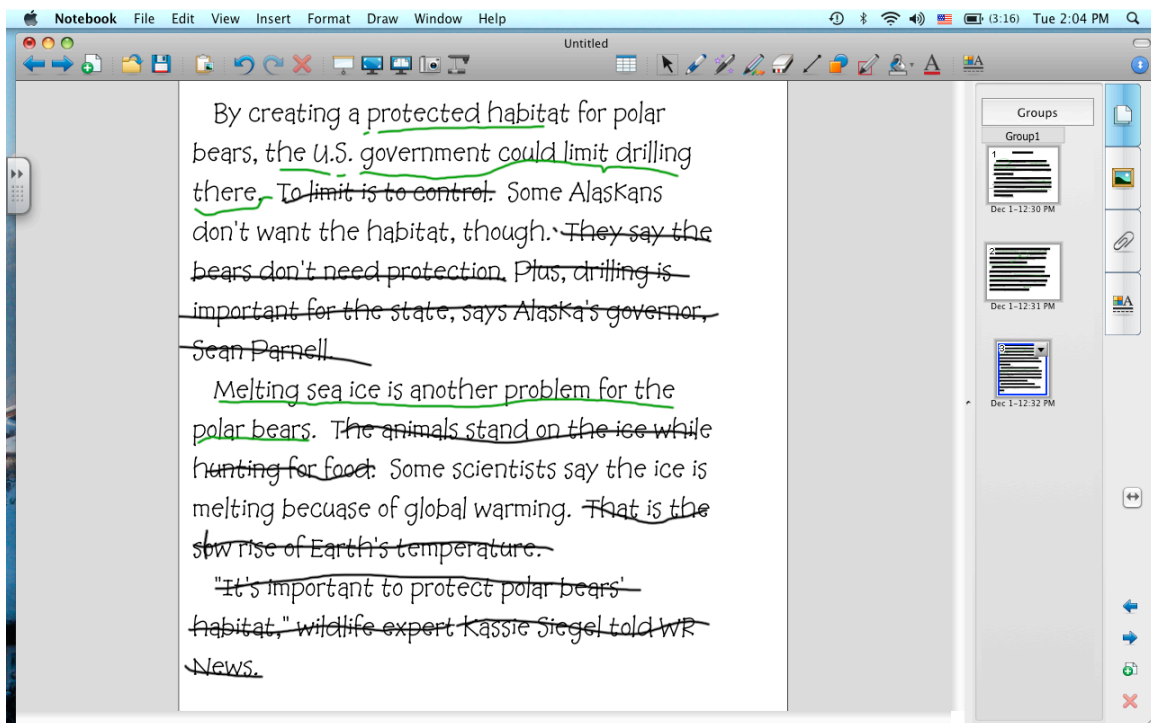 Notebook File Edit View Insert Format Draw Window Help (3:16) Tue 2:04 PM
Untitled
By creating a protected habitat for polar
bears, the U.S. government could limit drilling
there. To limit is to control. Some Alaskans
don't want the habitat, though. They say the
bears don't need protection. Plus, drilling is
important for the state, says Alaska's governor,
Sean Parnell.
Melting sea ice is another problem for the
polar bears. The animals stand on the ice while
hunting for food. Some scientists say the ice is
melting becuase of global warming. That is the
slow rise of Earth's temperature.
"It's important to protect polar bears'
habitat," wildlife expert Kassie Siegel told WR
News.
Groups
Group1
1
Dec 1-12:30 PM
2
Dec 1-12:31 PM
3
Dec 1-12:32 PM